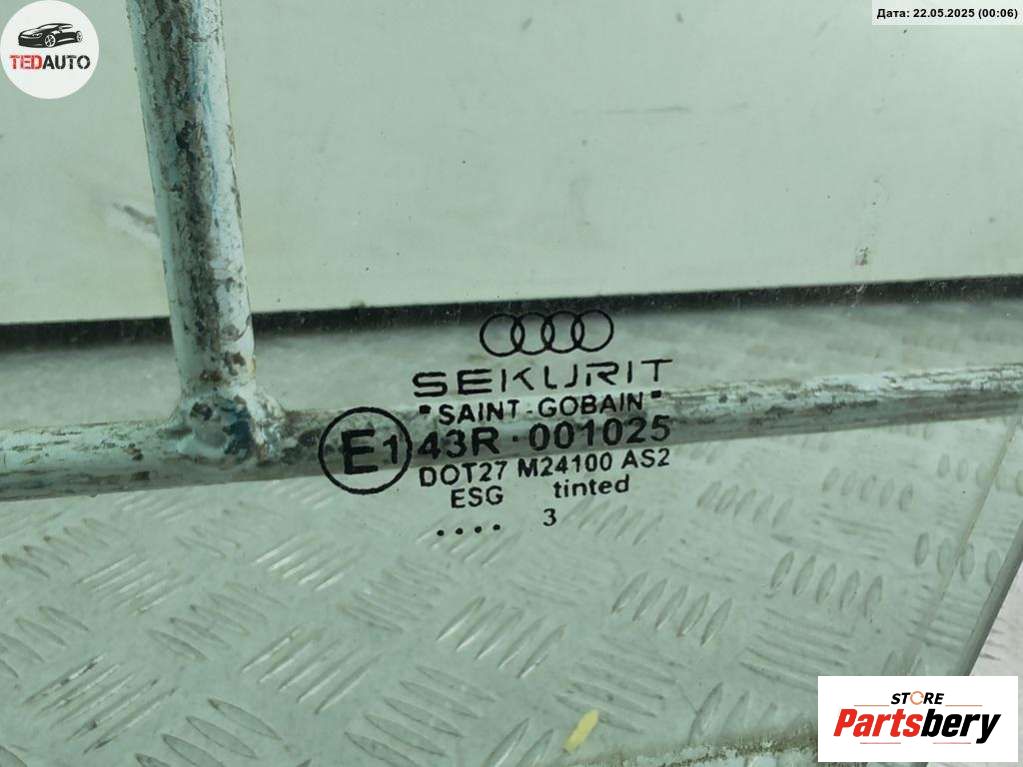 Дата: 22.05.2025 (00:06)
TEDAUTO
SEKURIT
"SAINT-GOBAIN"
E1 43R - 001025
DOT27 M24100 AS2
ESG tinted
.... 3
STORE
Partsbery